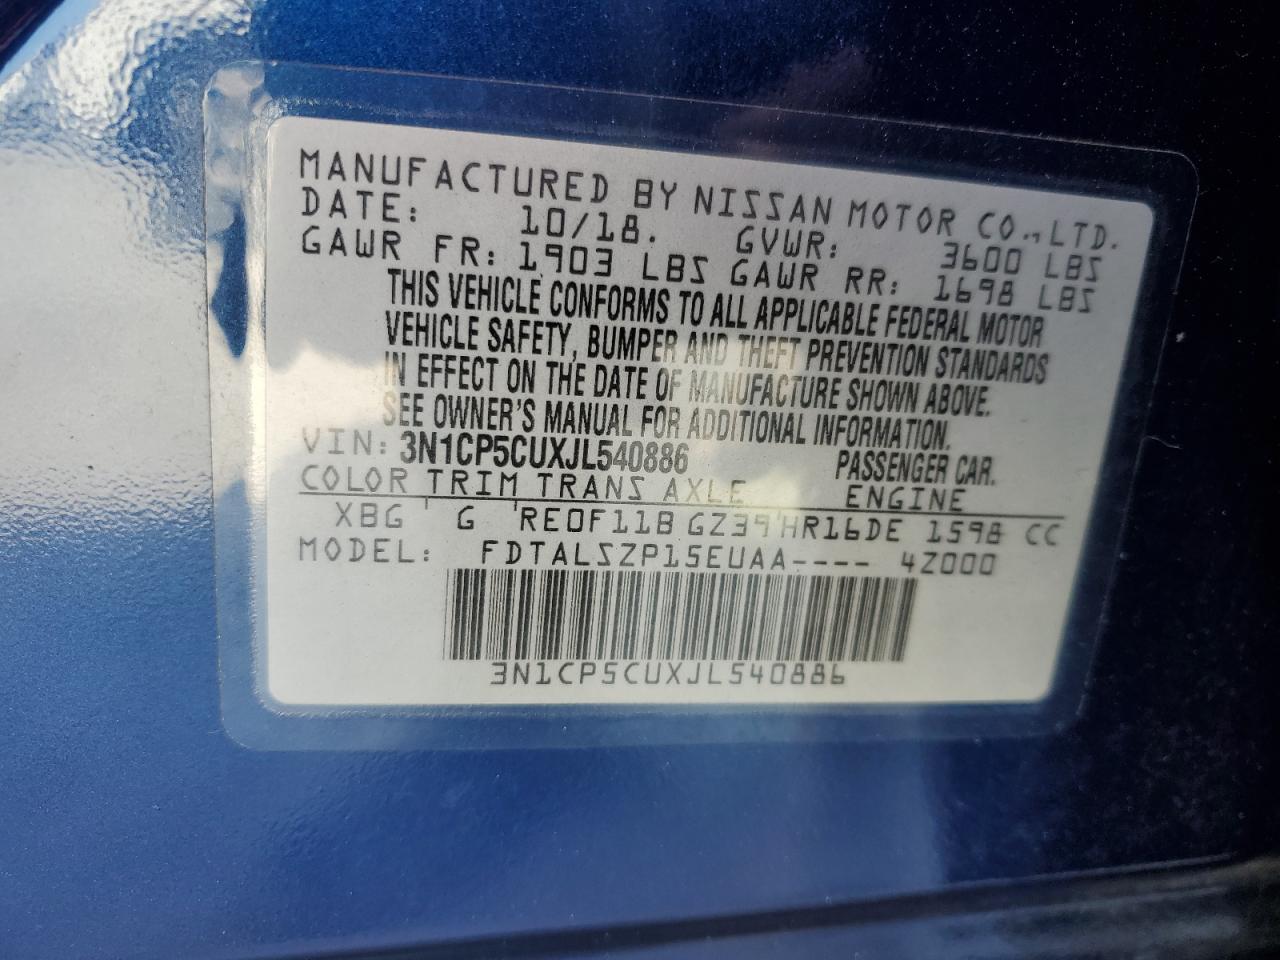 MANUFACTURED BY NISSAN MOTOR CO.,LTD.
DATE: 10/18. GVWR: 3600 LBS
GAWR FR: 1903 LBS GAWR RR: 1698 LBS
THIS VEHICLE CONFORMS TO ALL APPLICABLE FEDERAL MOTOR
VEHICLE SAFETY, BUMPER AND THEFT PREVENTION STANDARDS
IN EFFECT ON THE DATE OF MANUFACTURE SHOWN ABOVE.
SEE OWNER'S MANUAL FOR ADDITIONAL INFORMATION.
VIN: 3N1CP5CUXJL540886 PASSENGER CAR.
COLOR TRIM TRANS AXLE ENGINE
XBG ' G 'RE0F11B GZ39'HR16DE 1598 CC
MODEL: FDTALSZP15EUAA---- 4Z000
3N1CP5CUXJL540886